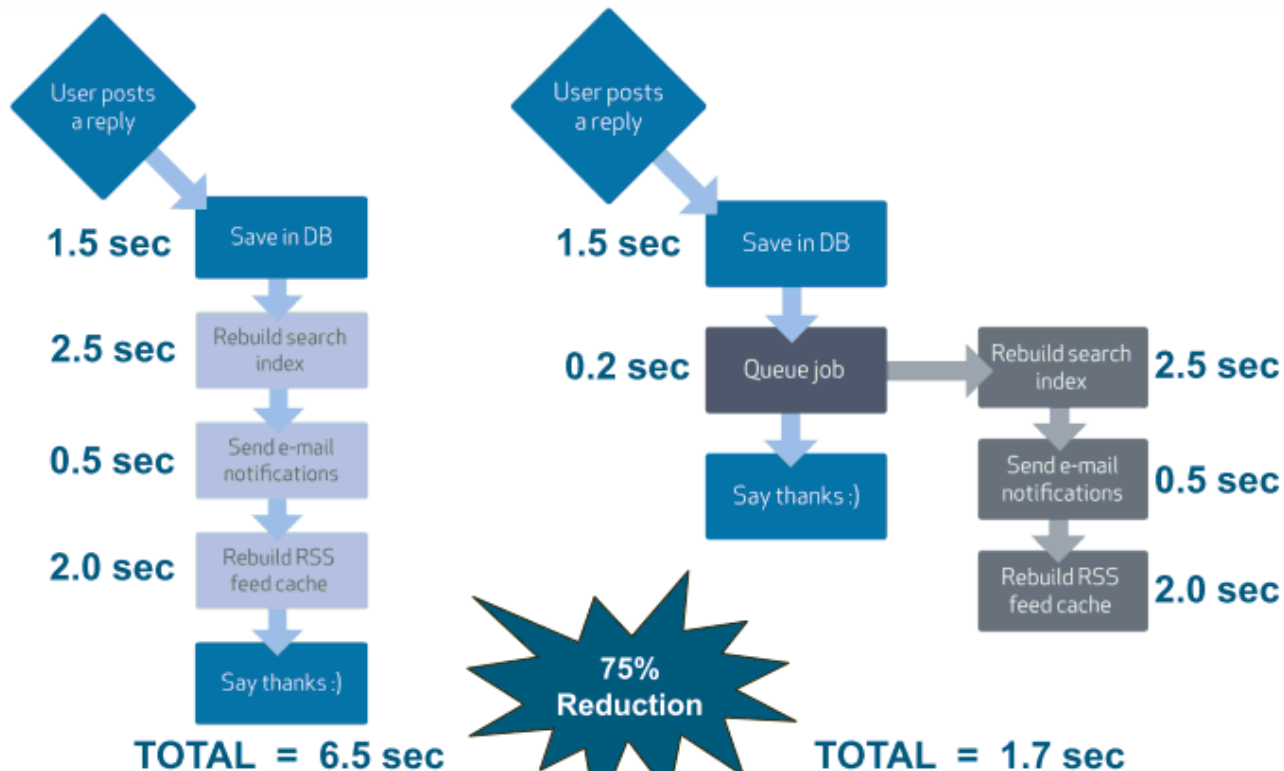 User posts
a reply
1.5 sec
Save in DB
2.5 sec
Rebuild search
index
0.5 sec
Send e-mail
notifications
2.0 sec
Rebuild RSS
feed cache
Say thanks :)
TOTAL = 6.5 sec
75%
Reduction
User posts
a reply
1.5 sec
Save in DB
0.2 sec
Queue job
Say thanks :)
Rebuild search
index
2.5 sec
Send e-mail
notifications
0.5 sec
Rebuild RSS
feed cache
2.0 sec
TOTAL = 1.7 sec